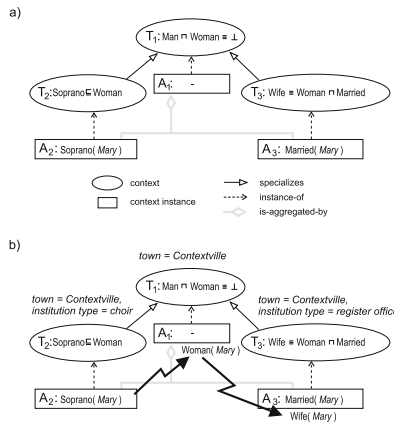 a)
T1: Man ⊓ Woman ≡ ⊥
A1: -
T2: Soprano ⊑ Woman
T3: Wife ≡ Woman ⊓ Married
A2: Soprano( Mary )
A3: Married( Mary )
context
context instance
specializes
instance-of
is-aggregated-by
b)
town = Contextville
T1: Man ⊓ Woman ≡ ⊥
town = Contextville,
institution type = choir
town = Contextville,
institution type = register office
A1: -
T2: Soprano ⊑ Woman
T3: Wife ≡ Woman ⊓ Married
Woman( Mary )
A2: Soprano( Mary )
A3: Married( Mary )
Wife( Mary )